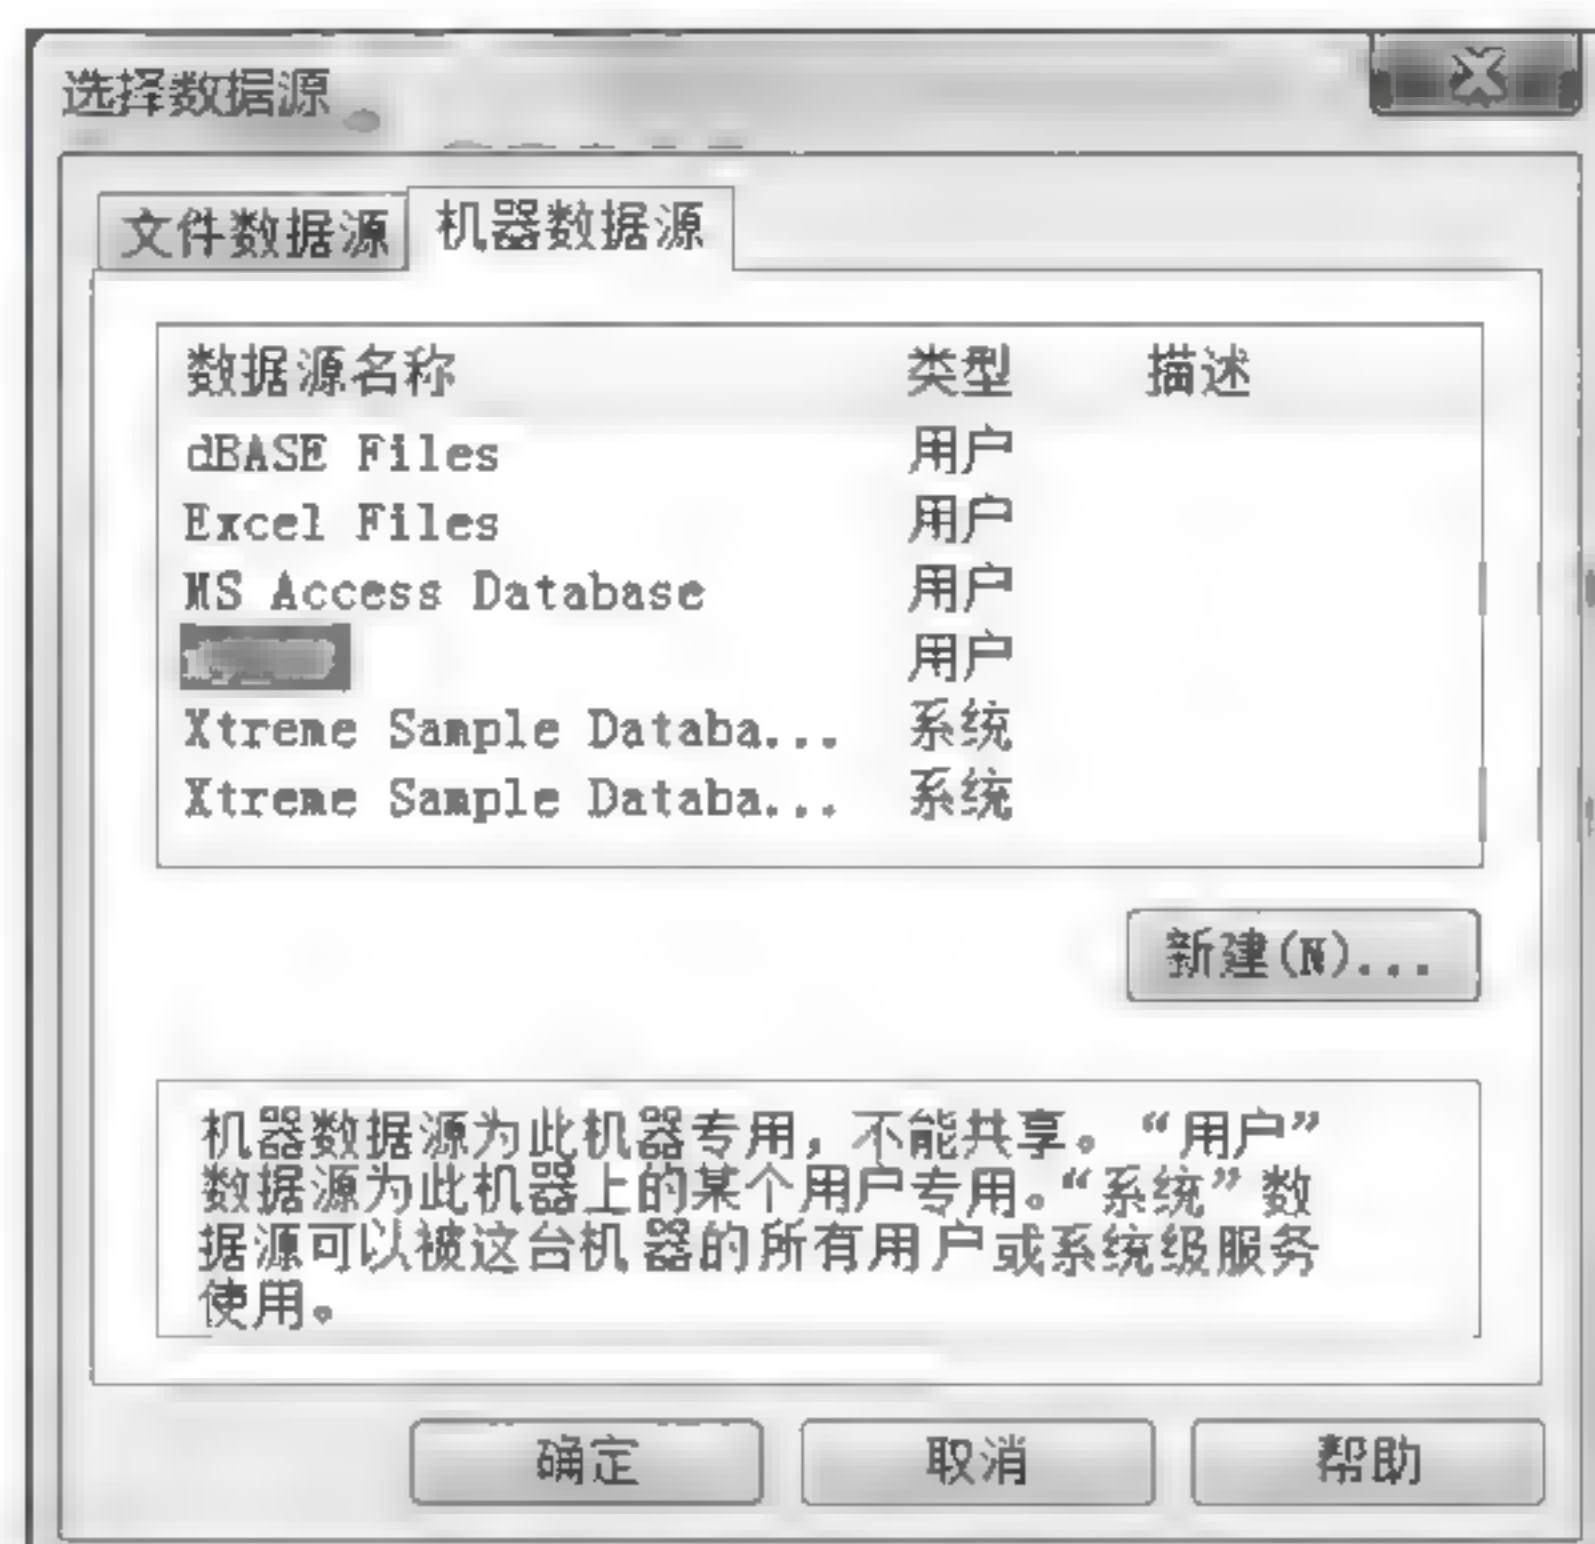 选择数据源
文件数据源 机器数据源
数据源名称 类型 描述
dBASE Files 用户
Excel Files 用户
MS Access Database 用户
用户
Xtreme Sample Databa... 系统
Xtreme Sample Databa... 系统
新建(N)...
机器数据源为此机器专用，不能共享。“用户”
数据源为此机器上的某个用户专用。“系统”数
据源可以被这台机器的所有用户或系统级服务
使用。
确定 取消 帮助